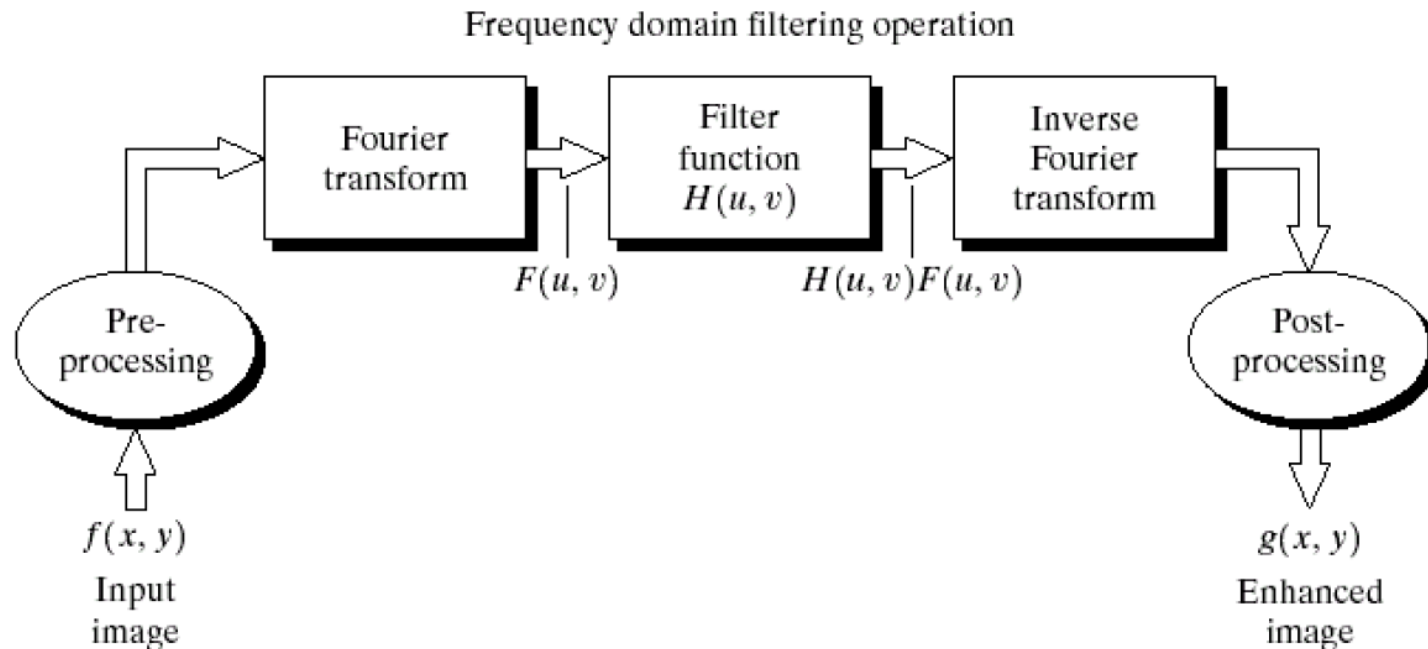 Frequency domain filtering operation
Fourier
transform
Filter
function
H(u, v)
Inverse
Fourier
transform
F(u, v)
H(u, v)F(u, v)
Pre-
processing
Post-
processing
f(x, y)
Input
image
g(x, y)
Enhanced
image